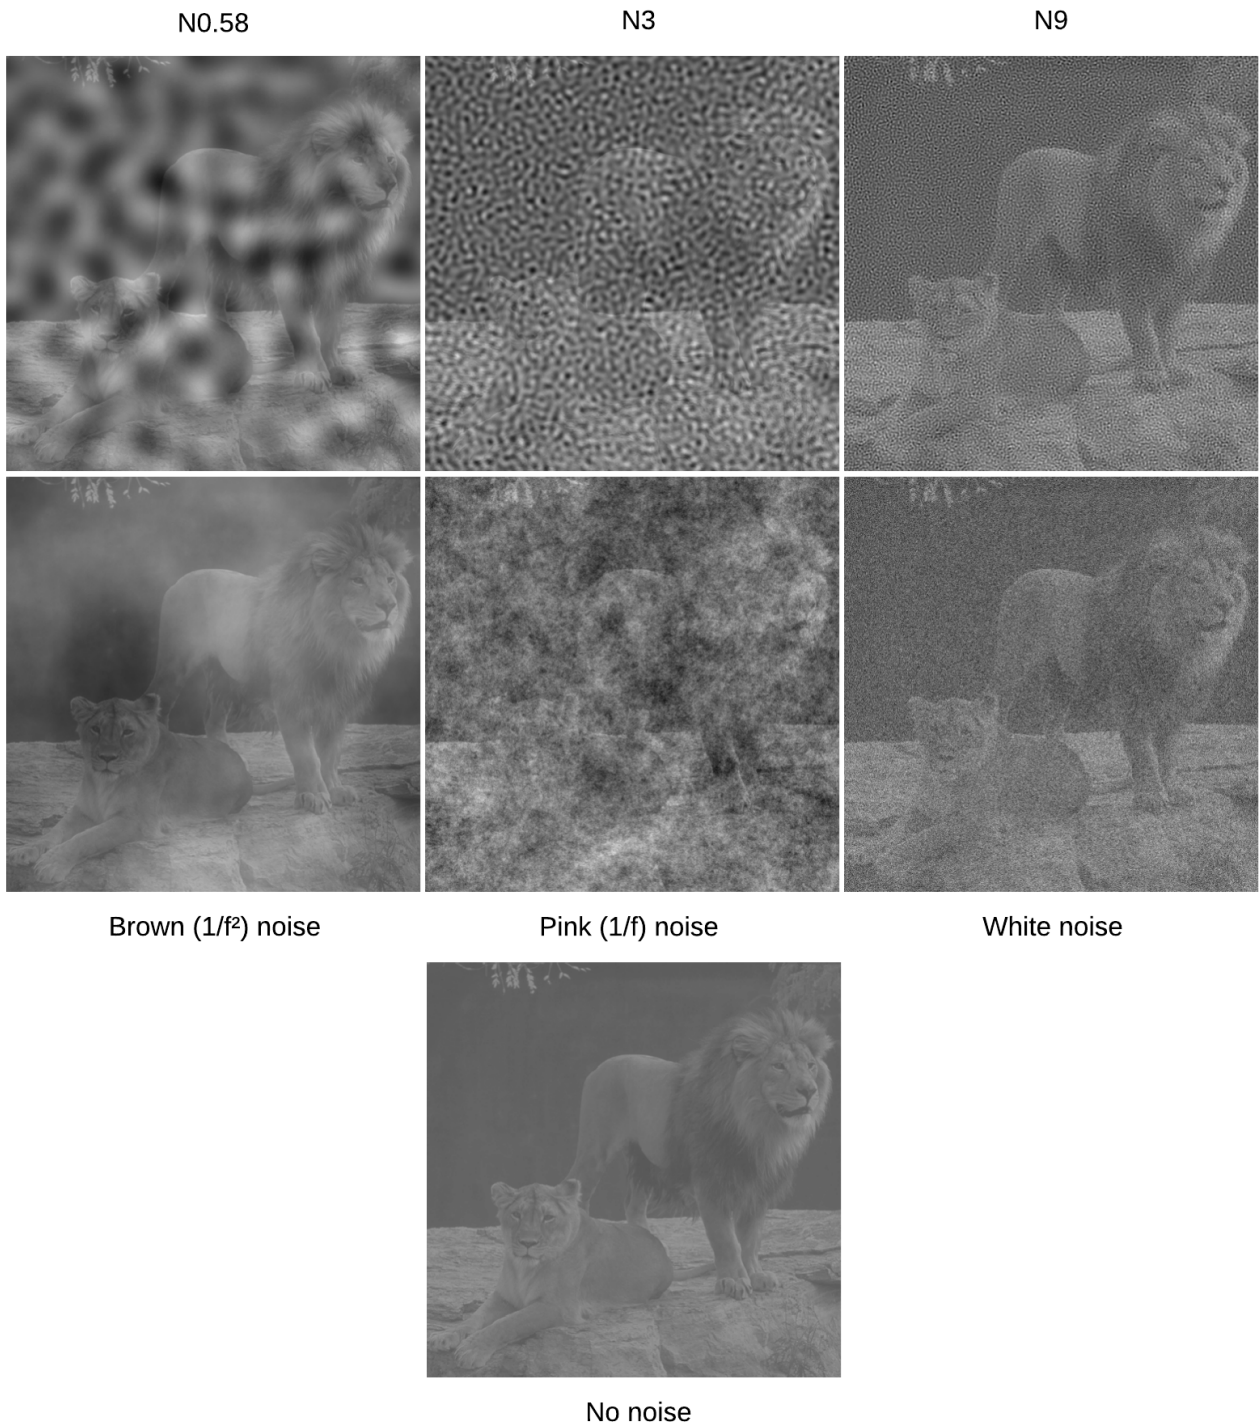 N0.58
N3
N9
Brown (1/f²) noise
Pink (1/f) noise
White noise
No noise